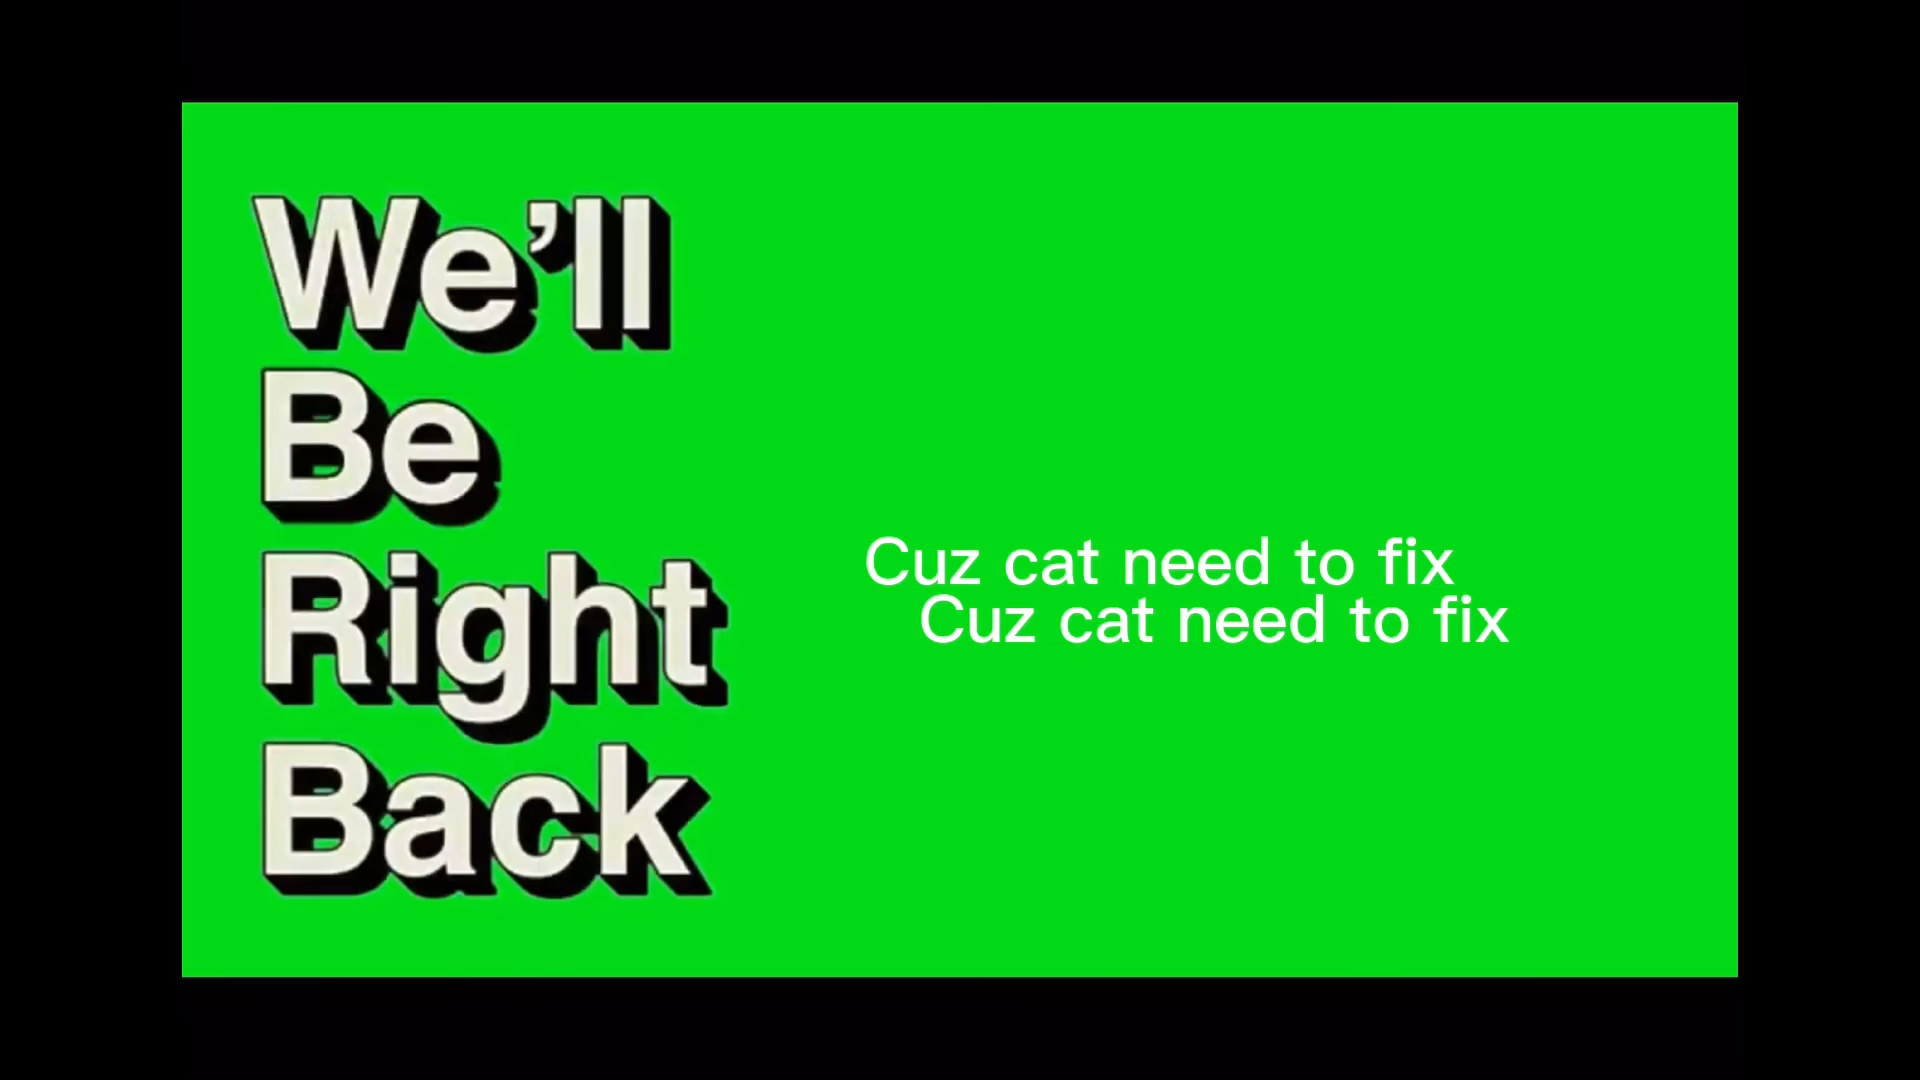 We'll
Be
Right
Back
Cuz cat need to fix
Cuz cat need to fix